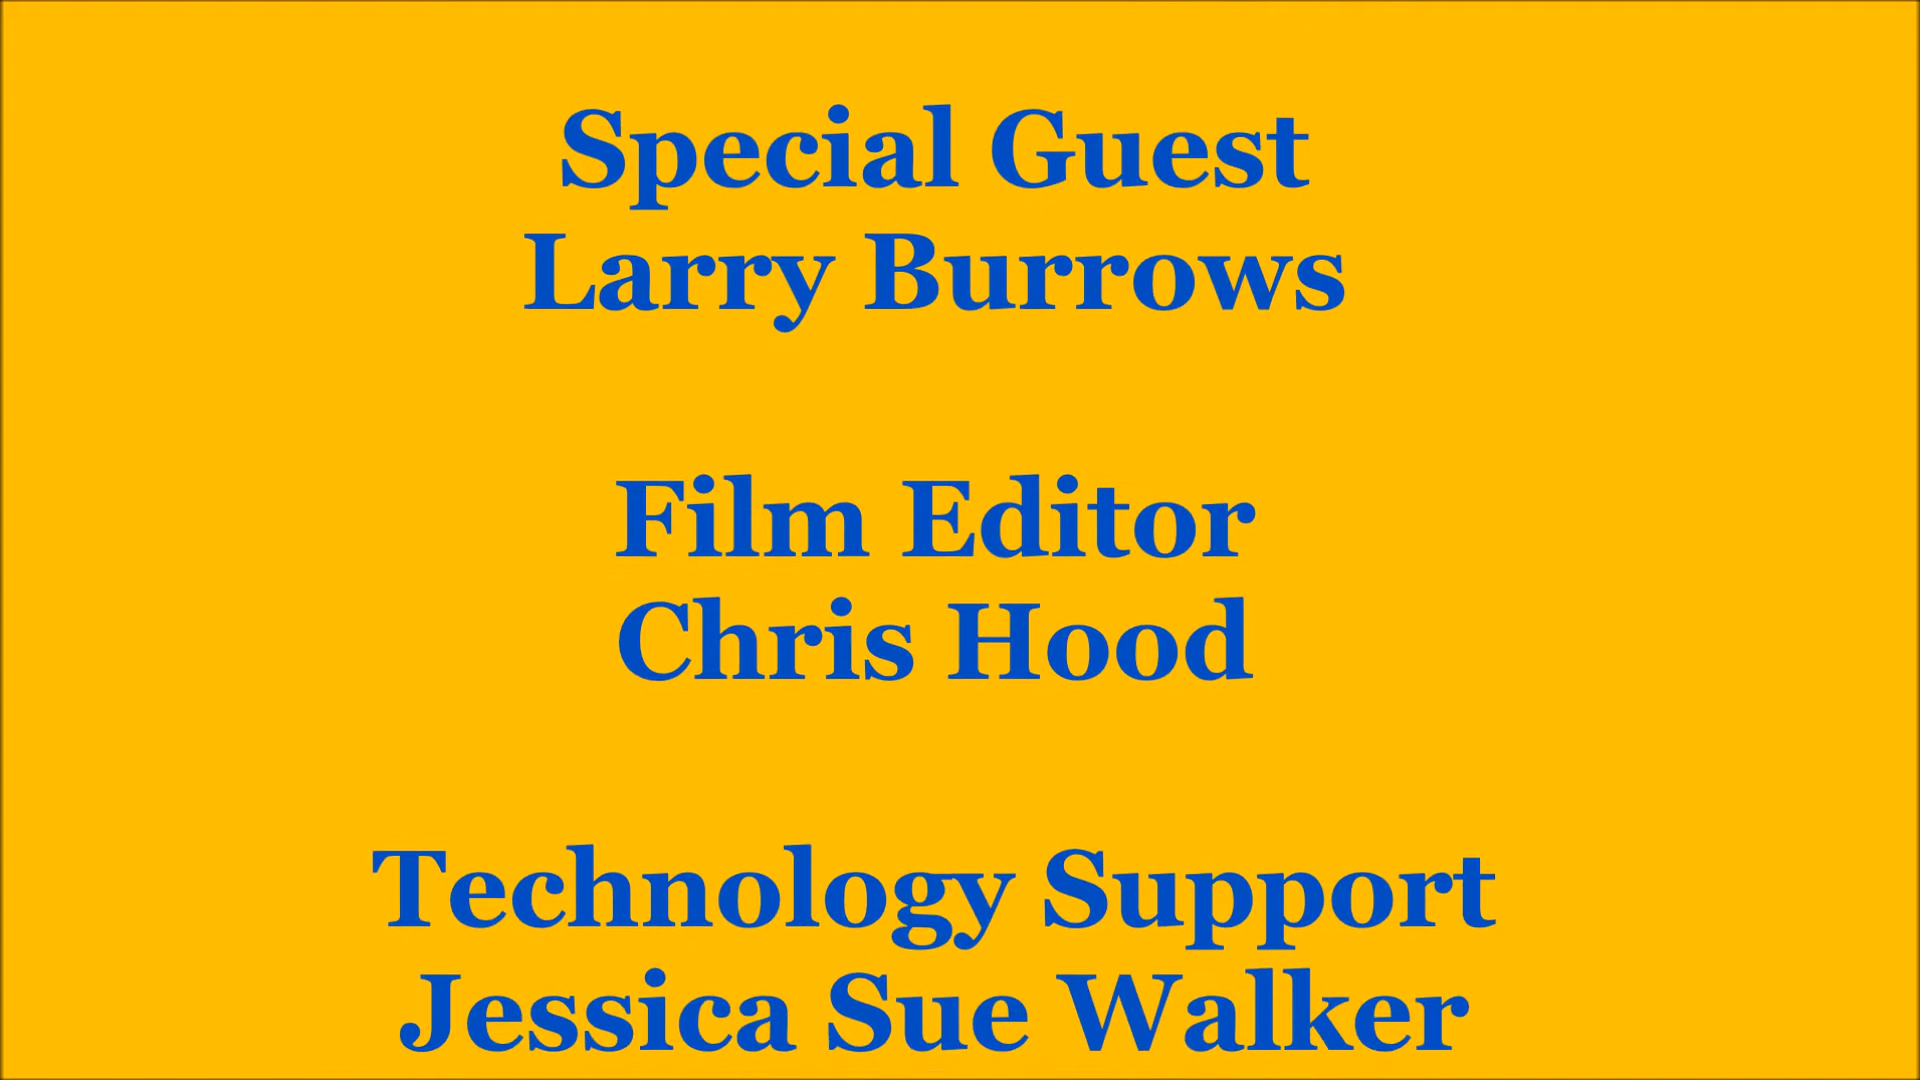 Special Guest
Larry Burrows
Film Editor
Chris Hood
Technology Support
Jessica Sue Walker